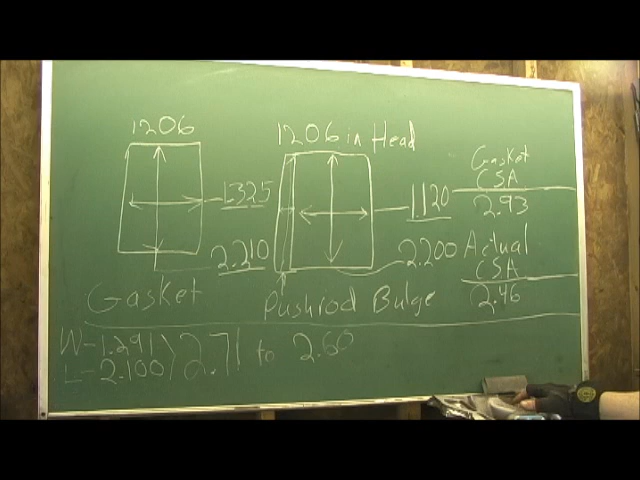 1206
1206 in Head
Gasket
CSA
2.93
1.325
1.120
2.210
2.200
Actual
CSA
2.46
Gasket
Pushrod Bulge
W-1.291
L-2.100
2.71 to 2.60